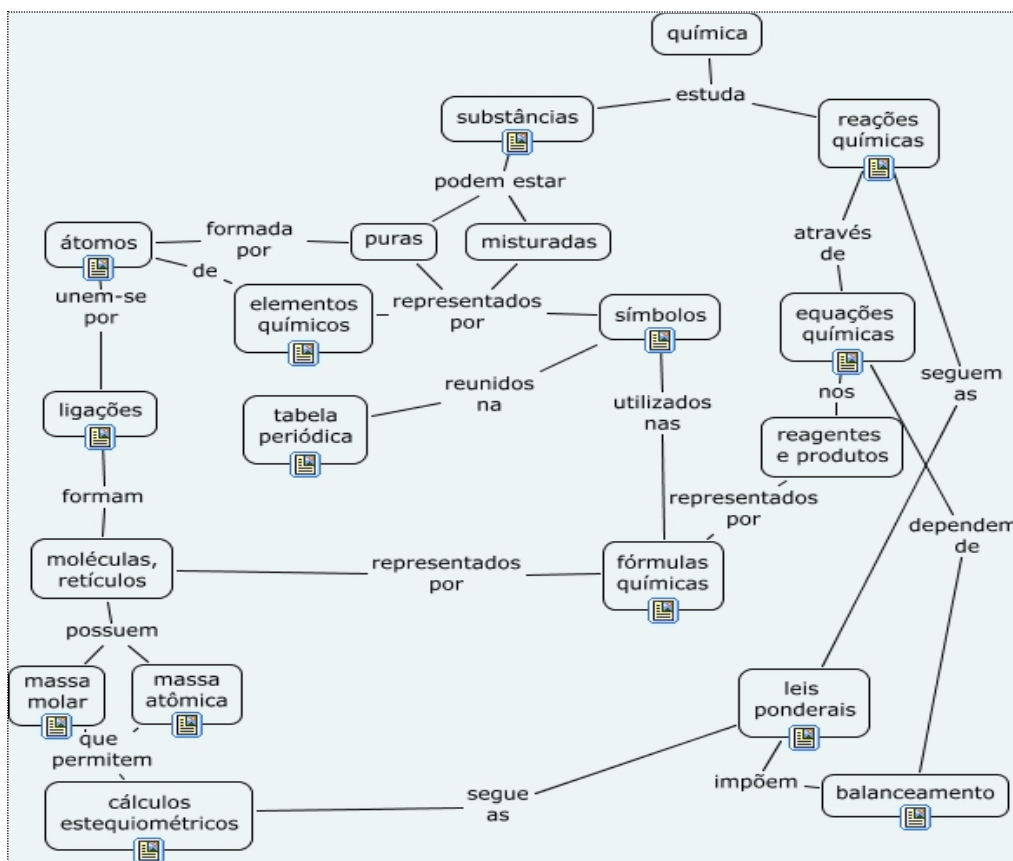 química
estuda
substâncias
reações
químicas
podem estar
formada
por
átomos
puras
misturadas
através
de
de
unem-se
por
elementos
químicos
representados
por
símbolos
equações
químicas
seguem
as
reunidos
na
nos
ligações
tabela
periódica
utilizados
nas
reagentes
e produtos
formam
representados
por
dependem
de
moléculas,
retículos
representados
por
fórmulas
químicas
possuem
massa
molar
massa
atômica
leis
ponderais
que
permitem
impõem
cálculos
estequiométricos
segue
as
balanceamento